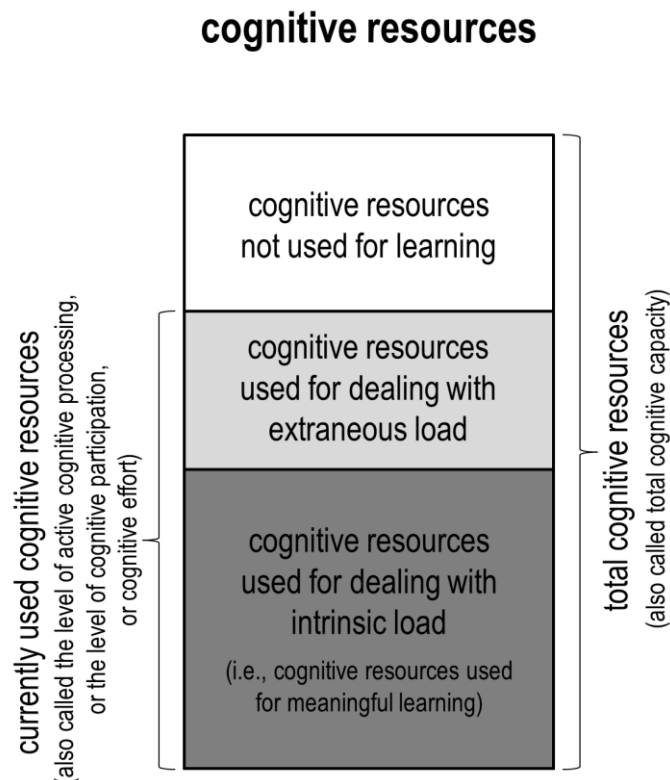 cognitive resources
cognitive resources
not used for learning
cognitive resources
used for dealing with
extraneous load
cognitive resources
used for dealing with
intrinsic load
(i.e., cognitive resources used
for meaningful learning)
currently used cognitive resources
(also called the level of active cognitive processing,
or the level of cognitive participation,
or cognitive effort)
total cognitive resources
(also called total cognitive capacity)